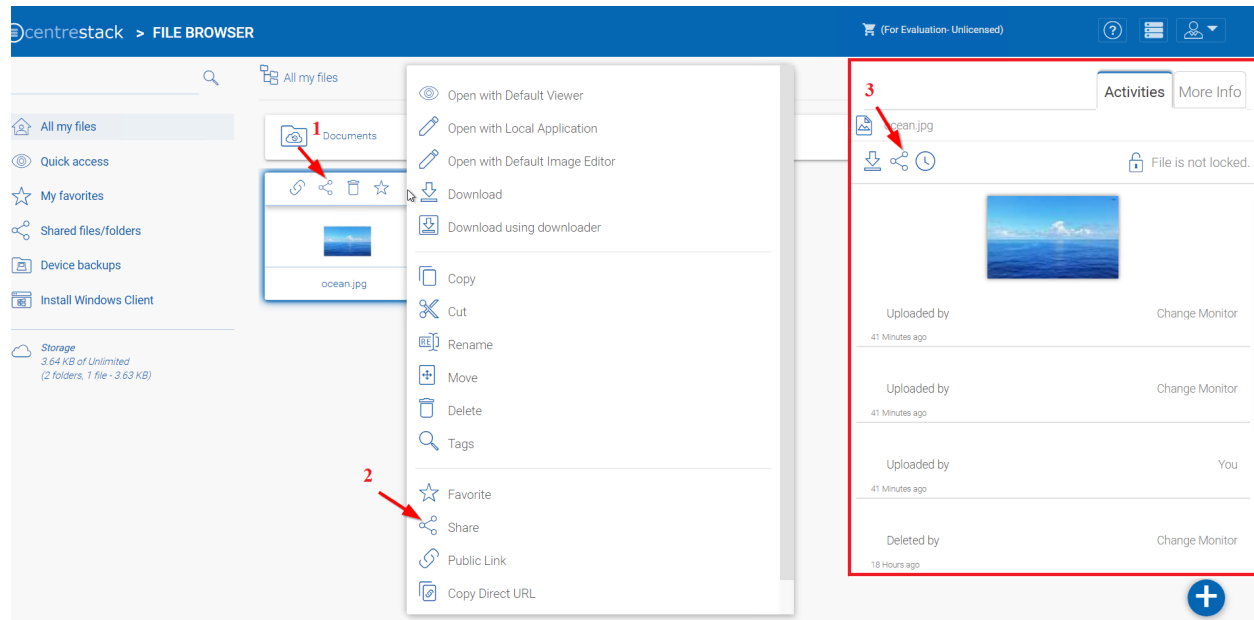 centrestack > FILE BROWSER
(For Evaluation- Unlicensed)
All my files
Quick access
My favorites
Shared files/folders
Device backups
Install Windows Client
Storage
3.64 KB of Unlimited
(2 folders, 1 file - 3.63 KB)
All my files
1
Documents
ocean.jpg
Open with Default Viewer
Open with Local Application
Open with Default Image Editor
Download
Download using downloader
Copy
Cut
Rename
Move
Delete
Tags
2
Favorite
Share
Public Link
Copy Direct URL
3
Activities More Info
ocean.jpg
File is not locked.
Uploaded by Change Monitor
41 Minutes ago
Uploaded by Change Monitor
41 Minutes ago
Uploaded by You
41 Minutes ago
Deleted by Change Monitor
18 Hours ago